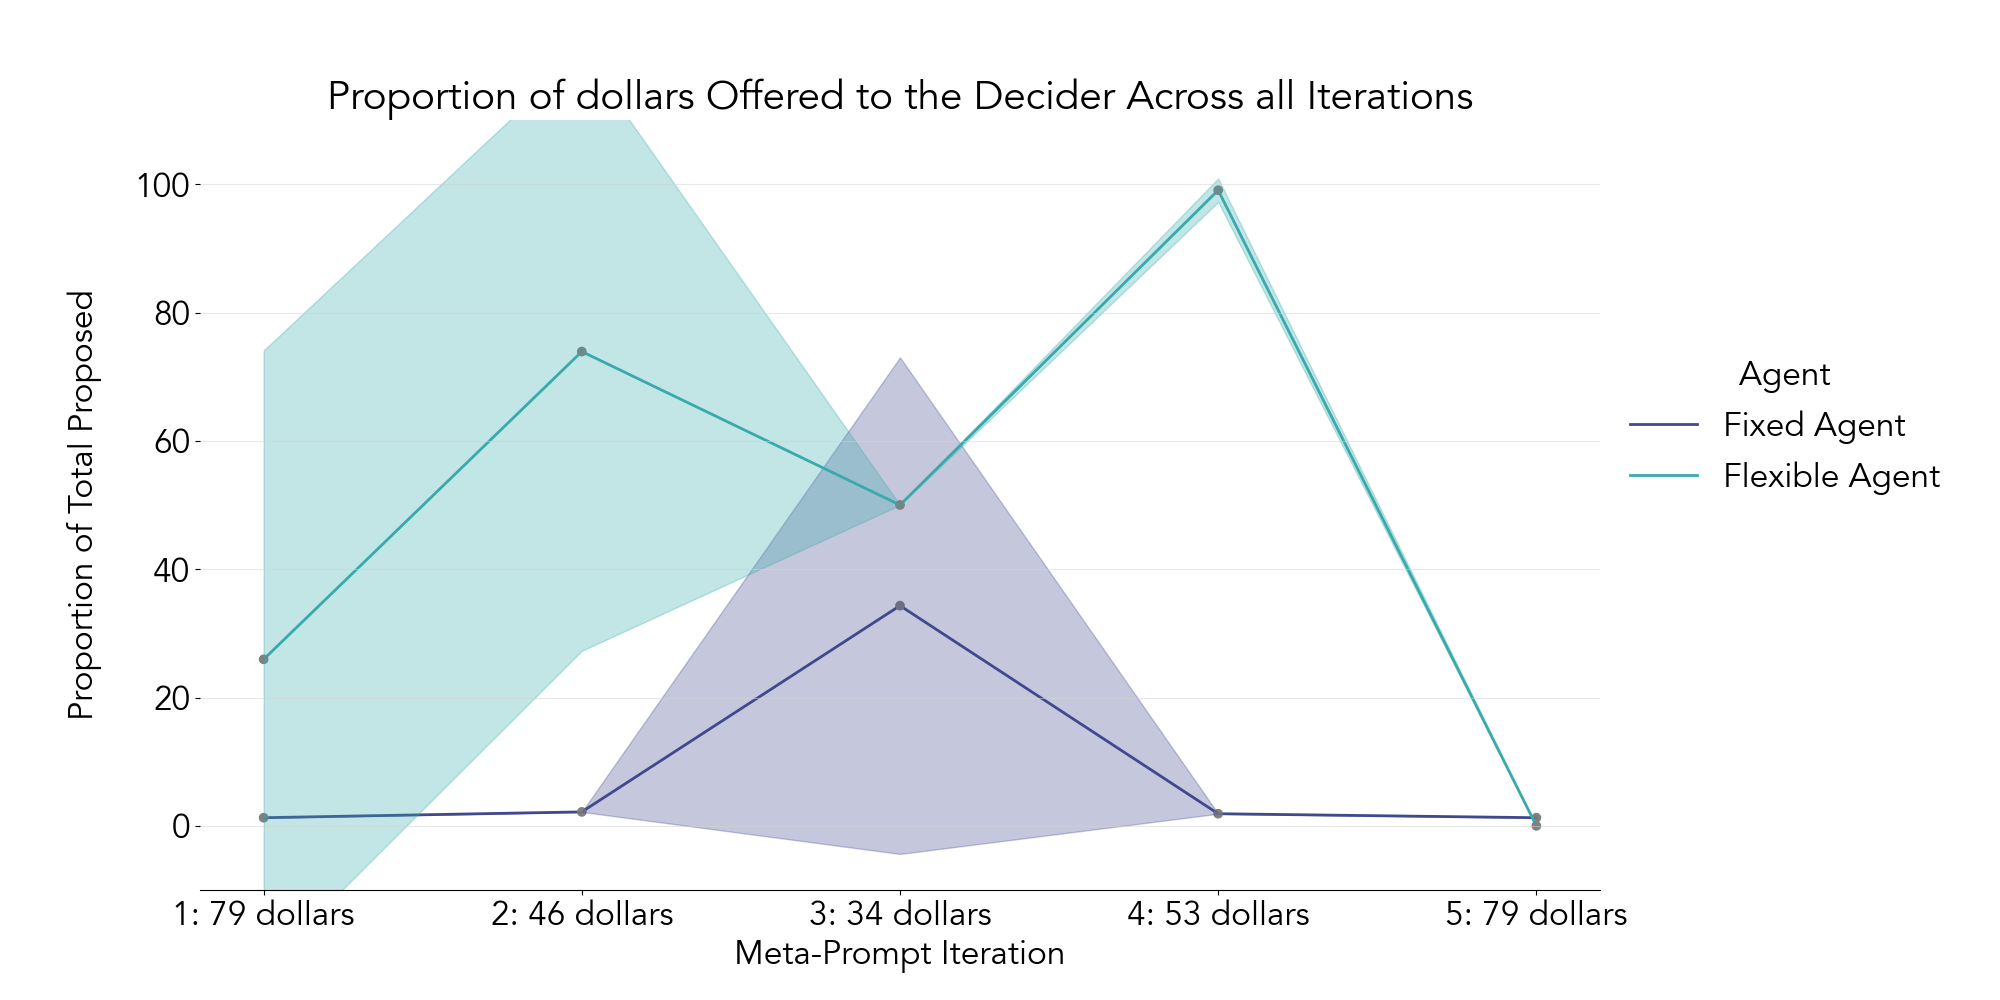 Proportion of dollars Offered to the Decider Across all Iterations
Proportion of Total Proposed
100
80
60
40
20
0
1: 79 dollars
2: 46 dollars
3: 34 dollars
4: 53 dollars
5: 79 dollars
Meta-Prompt Iteration
Agent
Fixed Agent
Flexible Agent